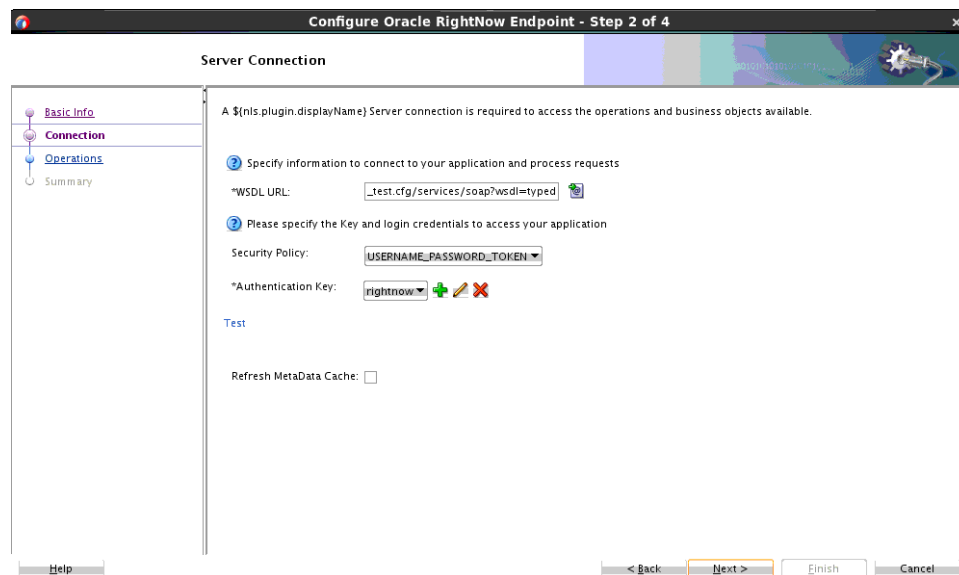 Configure Oracle RightNow Endpoint - Step 2 of 4
Server Connection
Basic Info
Connection
Operations
Summary
A ${nls.plugin.displayName} Server connection is required to access the operations and business objects available.
Specify information to connect to your application and process requests
*WSDL URL: _test.cfg/services/soap?wsdl=typed
Please specify the Key and login credentials to access your application
Security Policy: USERNAME_PASSWORD_TOKEN
*Authentication Key: rightnow
Test
Refresh MetaData Cache:
Help < Back Next > Finish Cancel